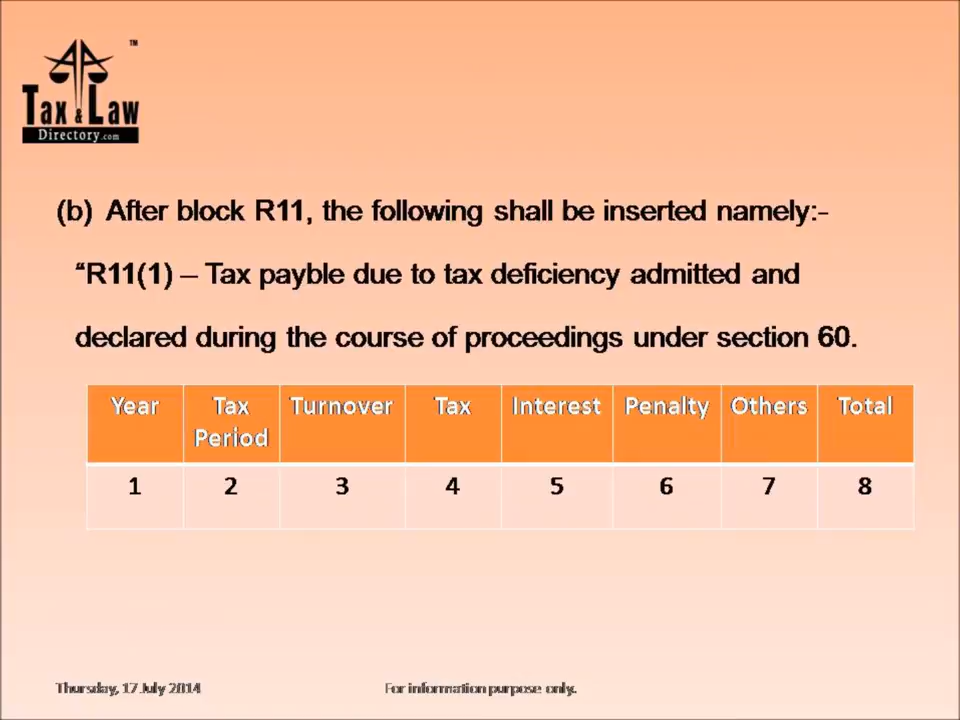 TM
Tax & Law
Directory.com
(b) After block R11, the following shall be inserted namely:-
“R11(1) – Tax payble due to tax deficiency admitted and
declared during the course of proceedings under section 60.
Year Tax Period Turnover Tax Interest Penalty Others Total
1 2 3 4 5 6 7 8
Thursday, 17 July 2014 For information purpose only.